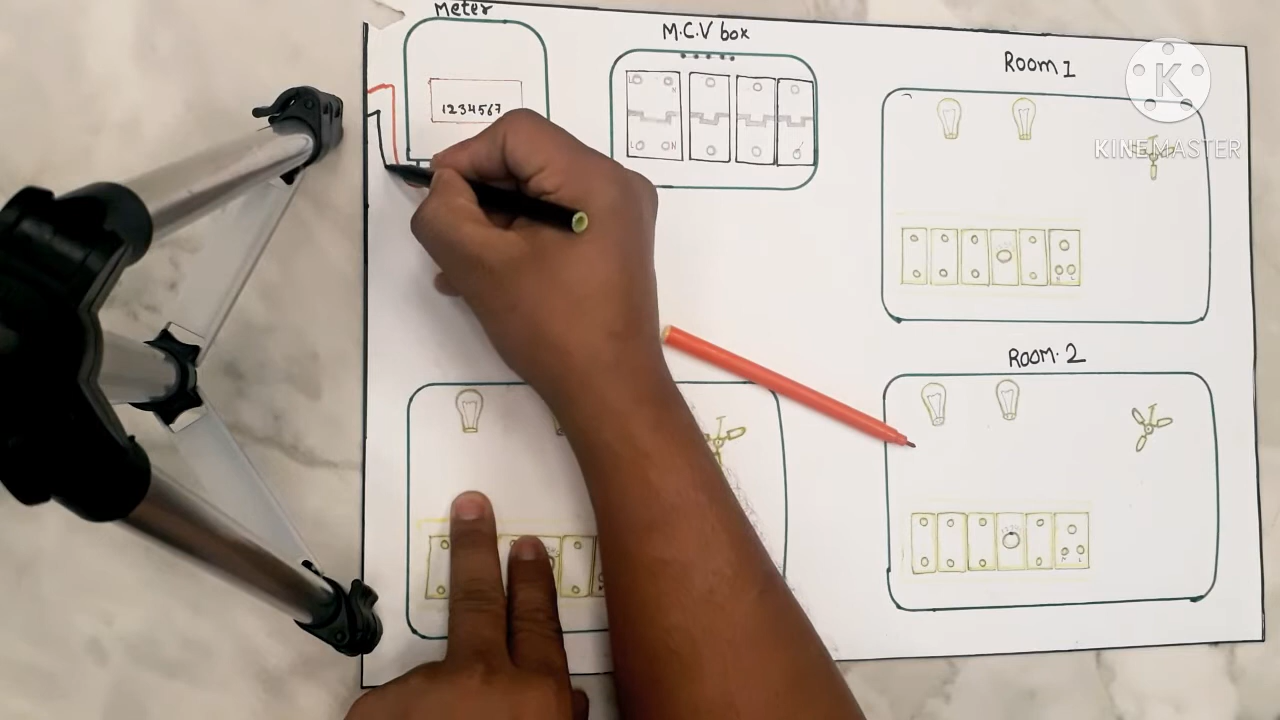 Meter
M.C.V box
Room 1
K
KINEMASTER
1234567
L
N
L
N
N
L
ROOM. 2
N
L